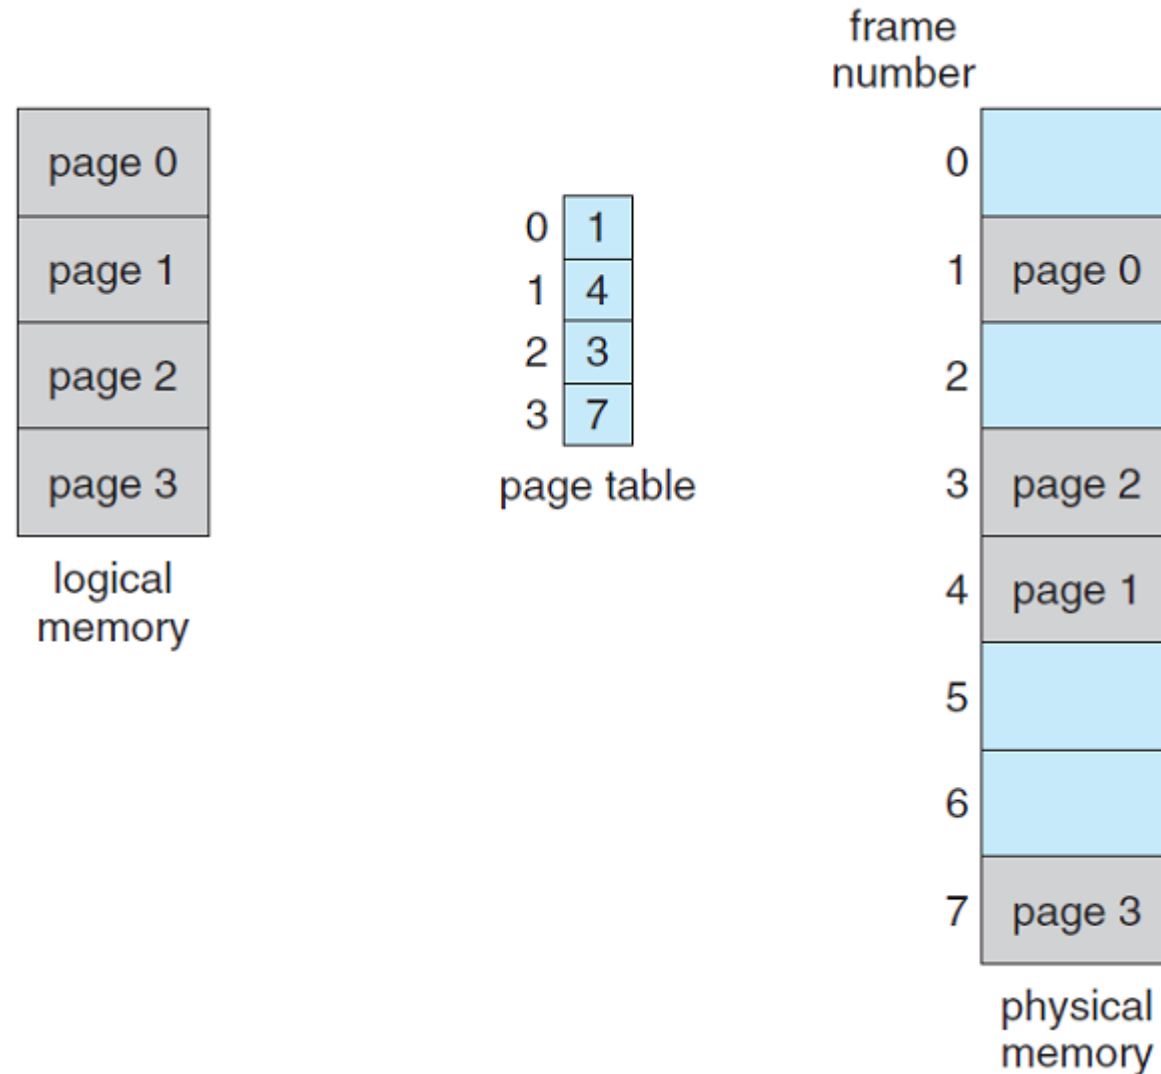 page 0
page 1
page 2
page 3
logical
memory
0 1
1 4
2 3
3 7
page table
frame
number
0
1 page 0
2
3 page 2
4 page 1
5
6
7 page 3
physical
memory